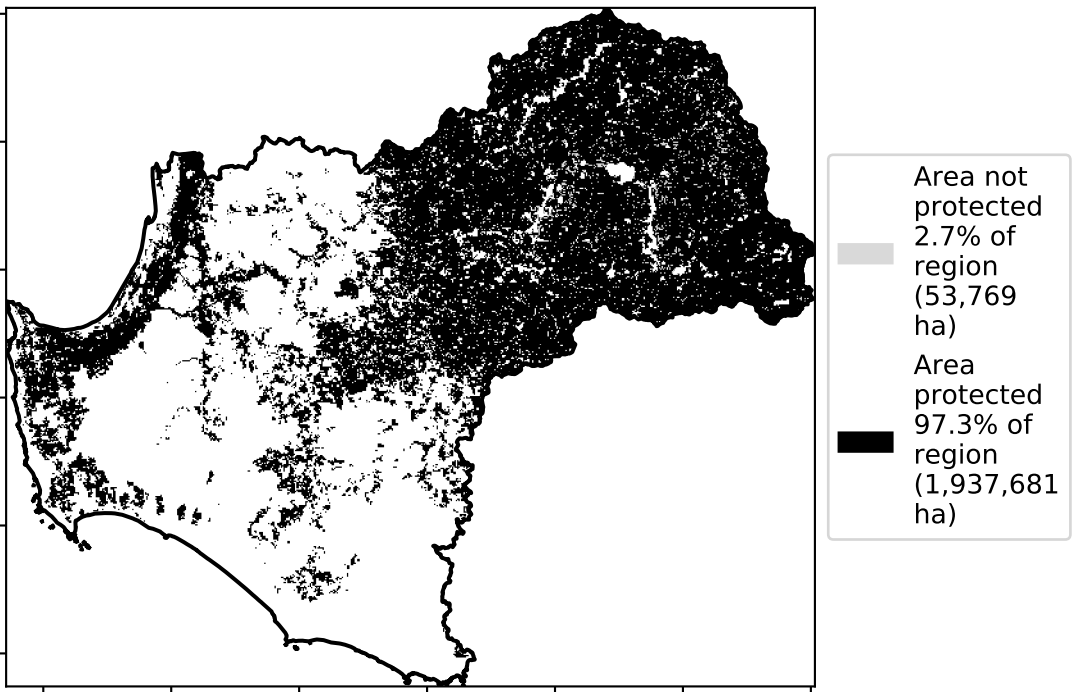 Area not
protected
2.7% of
region
(53,769
ha)
Area
protected
97.3% of
region
(1,937,681
ha)